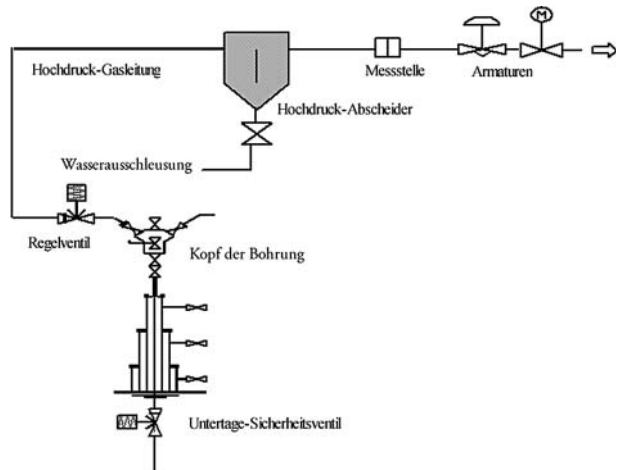 M
Hochdruck-Gasleitung
Messstelle
Armaturen
Hochdruck-Abscheider
Wasserausschleusung
Regelventil
Kopf der Bohrung
Untertage-Sicherheitsventil